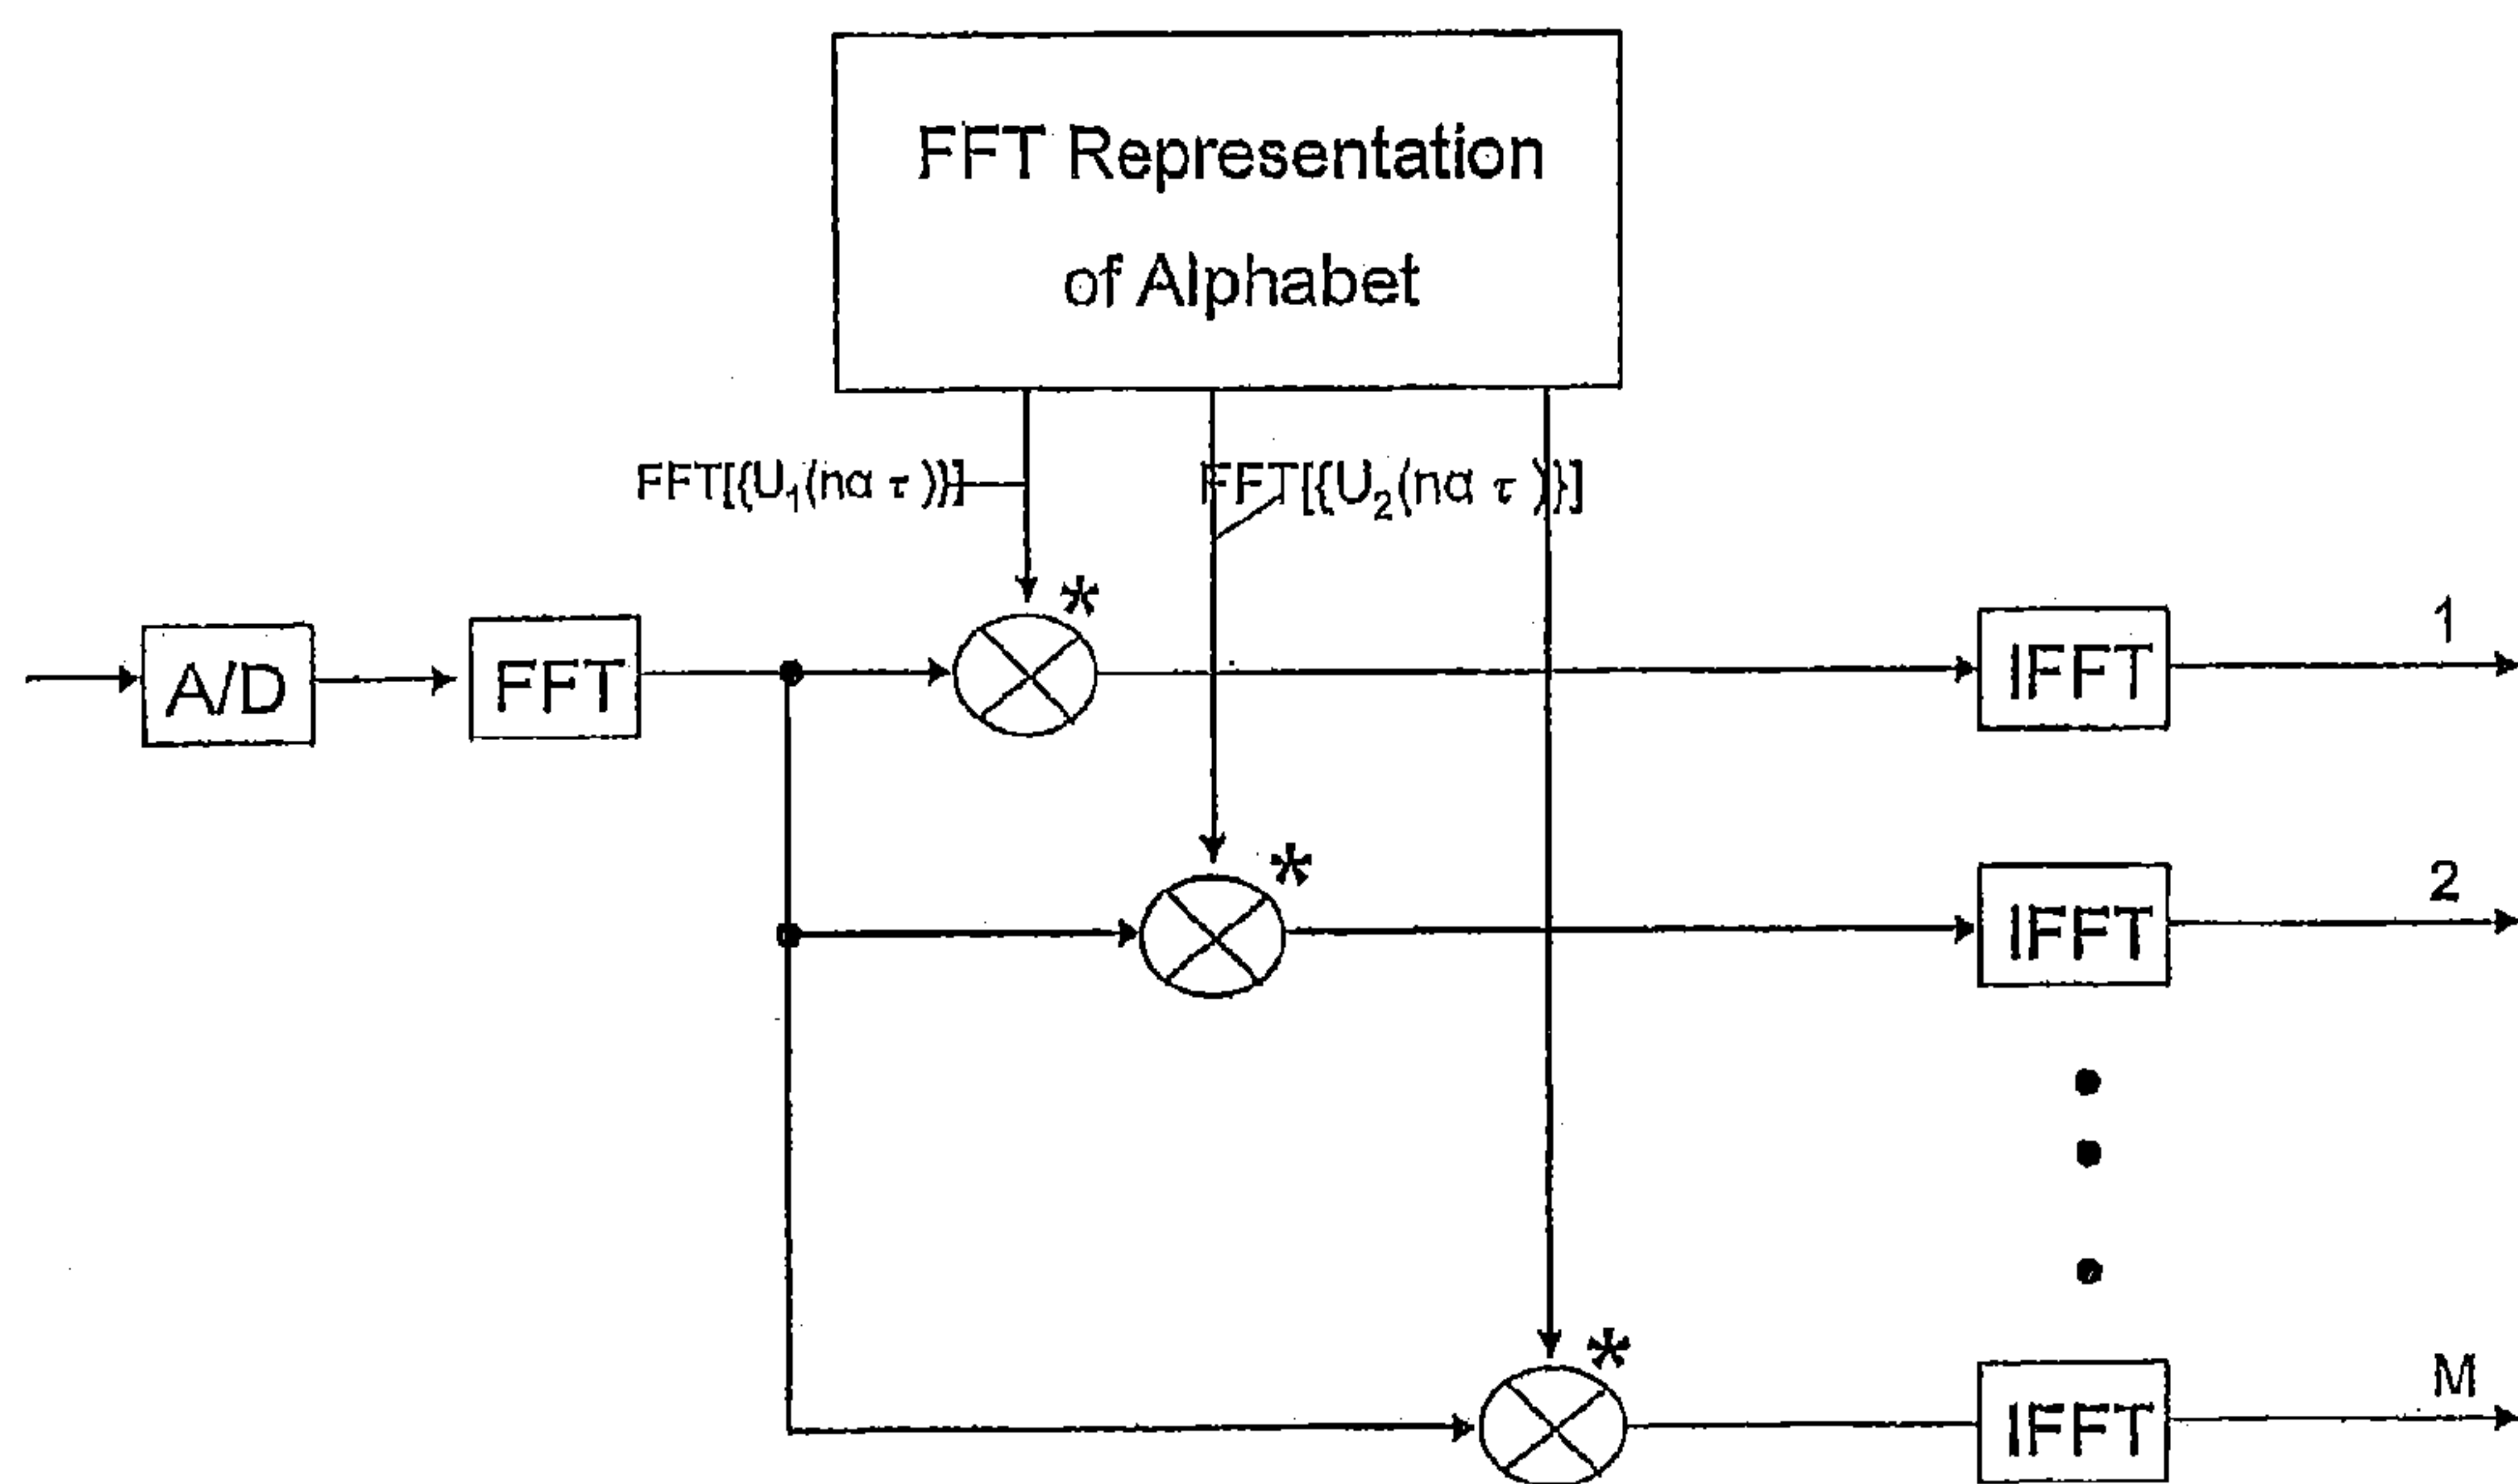 FFT Representation
of Alphabet
FFT[{U₁(nα τ)}]
FFT[{U₂(nα τ)}]
*
A/D
FFT
IFFT
1
*
IFFT
2
*
IFFT
M